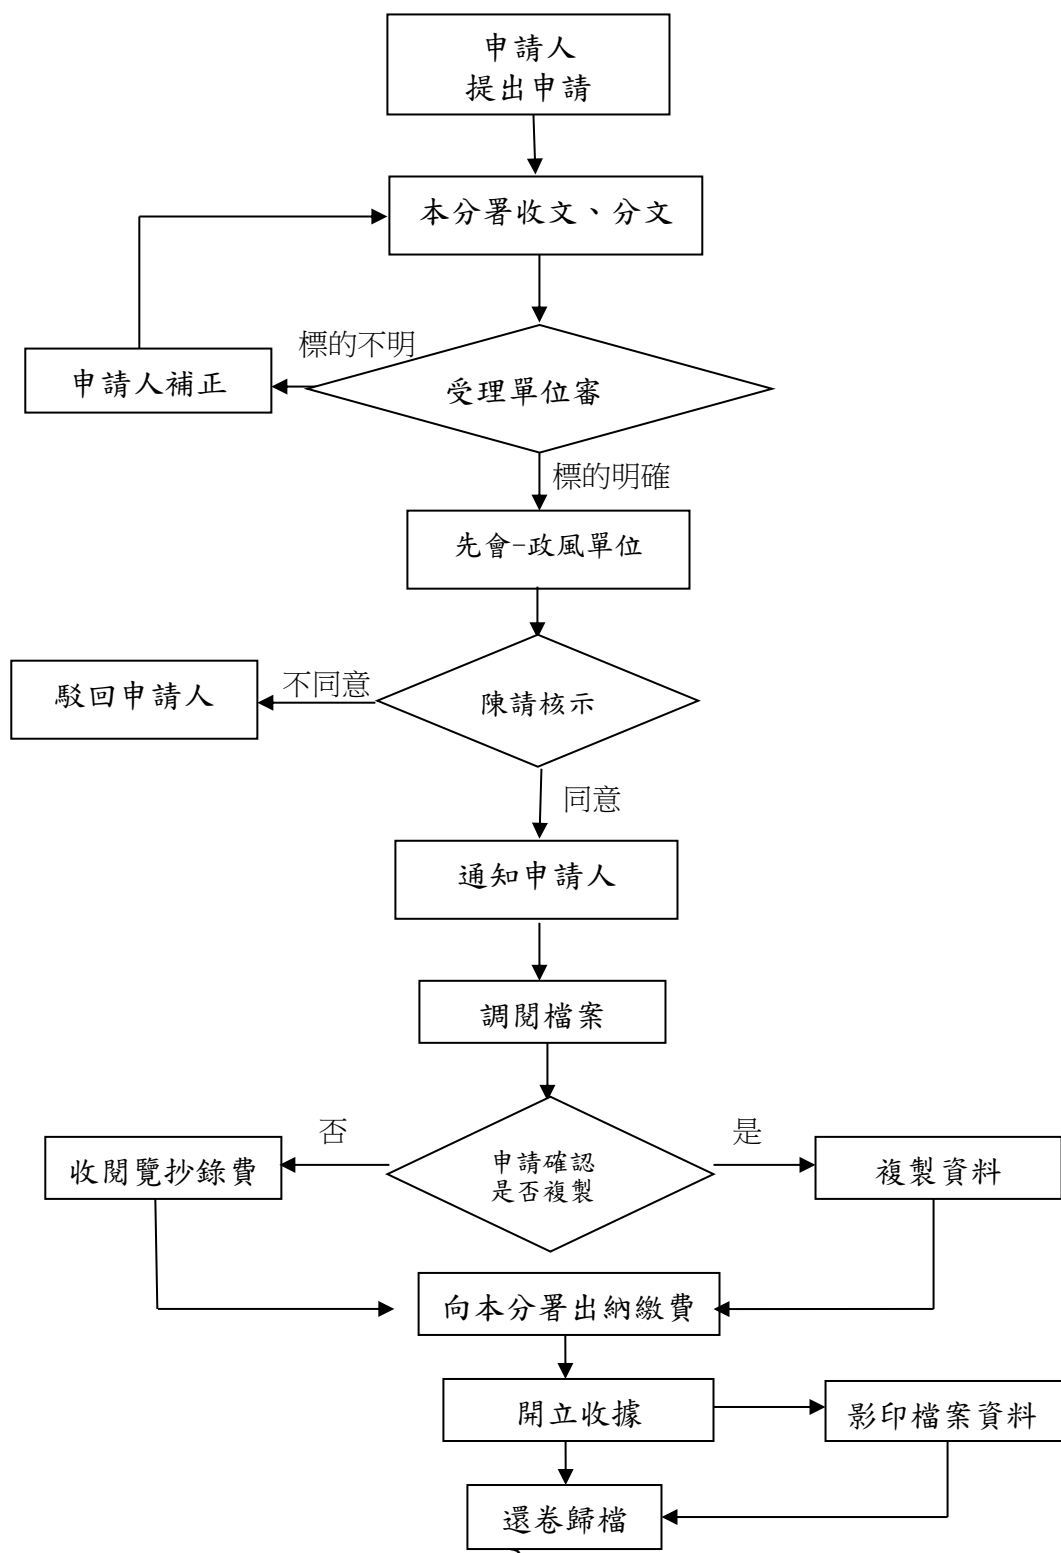 申請人
提出申請
本分署收文、分文
標的不明
申請人補正
受理單位審
標的明確
先會-政風單位
不同意
駁回申請人
陳請核示
同意
通知申請人
調閱檔案
否
是
收閱覽抄錄費
申請確認
是否複製
複製資料
向本分署出納繳費
開立收據
影印檔案資料
還卷歸檔